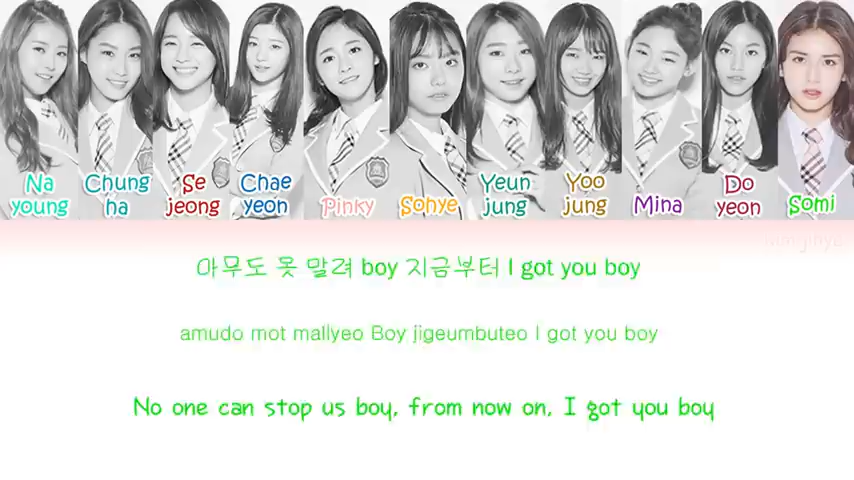 Na young
Chung ha
Se jeong
Chae yeon
Pinky
Sohye
Yeun jung
Yoo jung
Mina
Do yeon
Somi
아무도 못 말려 boy 지금부터 I got you boy
amudo mot mallyeo Boy jigeumbuteo I got you boy
No one can stop us boy, from now on, I got you boy